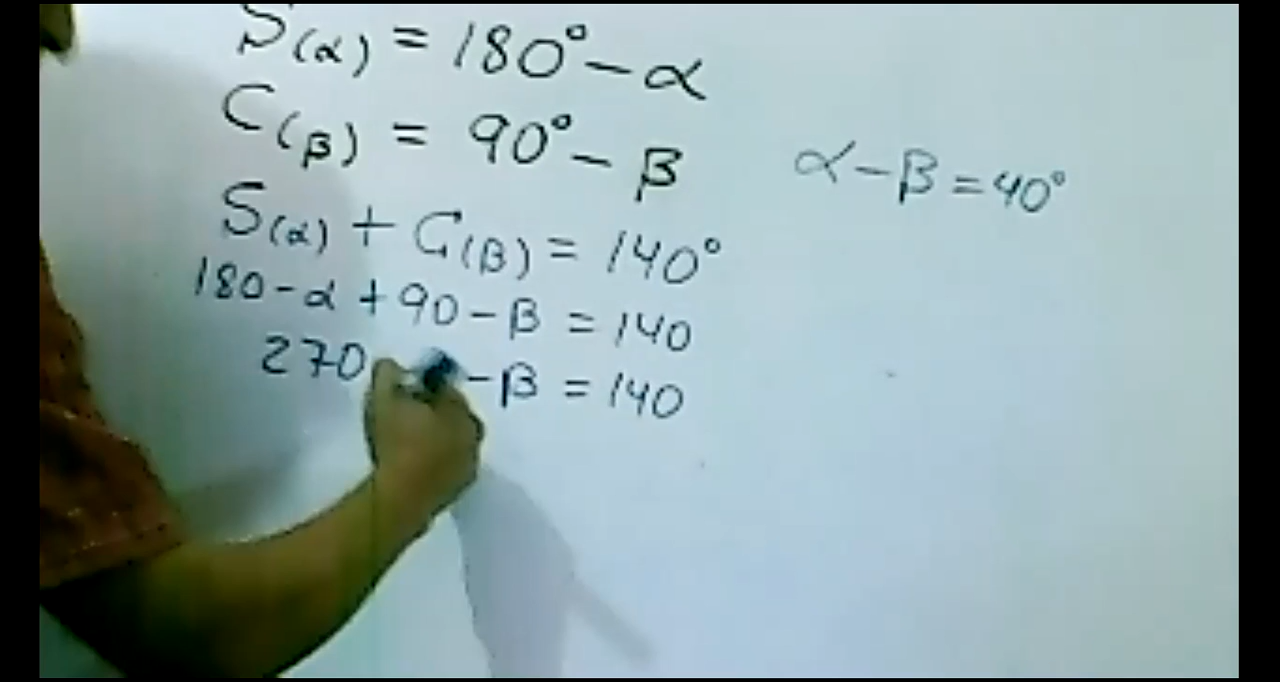 S(α) = 180° - α
C(β) = 90° - β
α - β = 40°
S(α) + C(β) = 140°
180 - α + 90 - β = 140
270 - β = 140